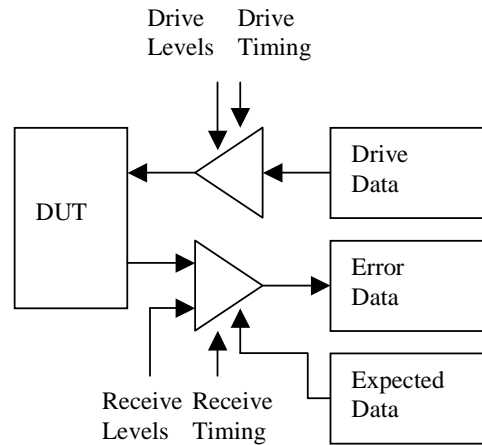 Drive Drive
Levels Timing
Drive
Data
DUT
Error
Data
Expected
Data
Receive Receive
Levels Timing